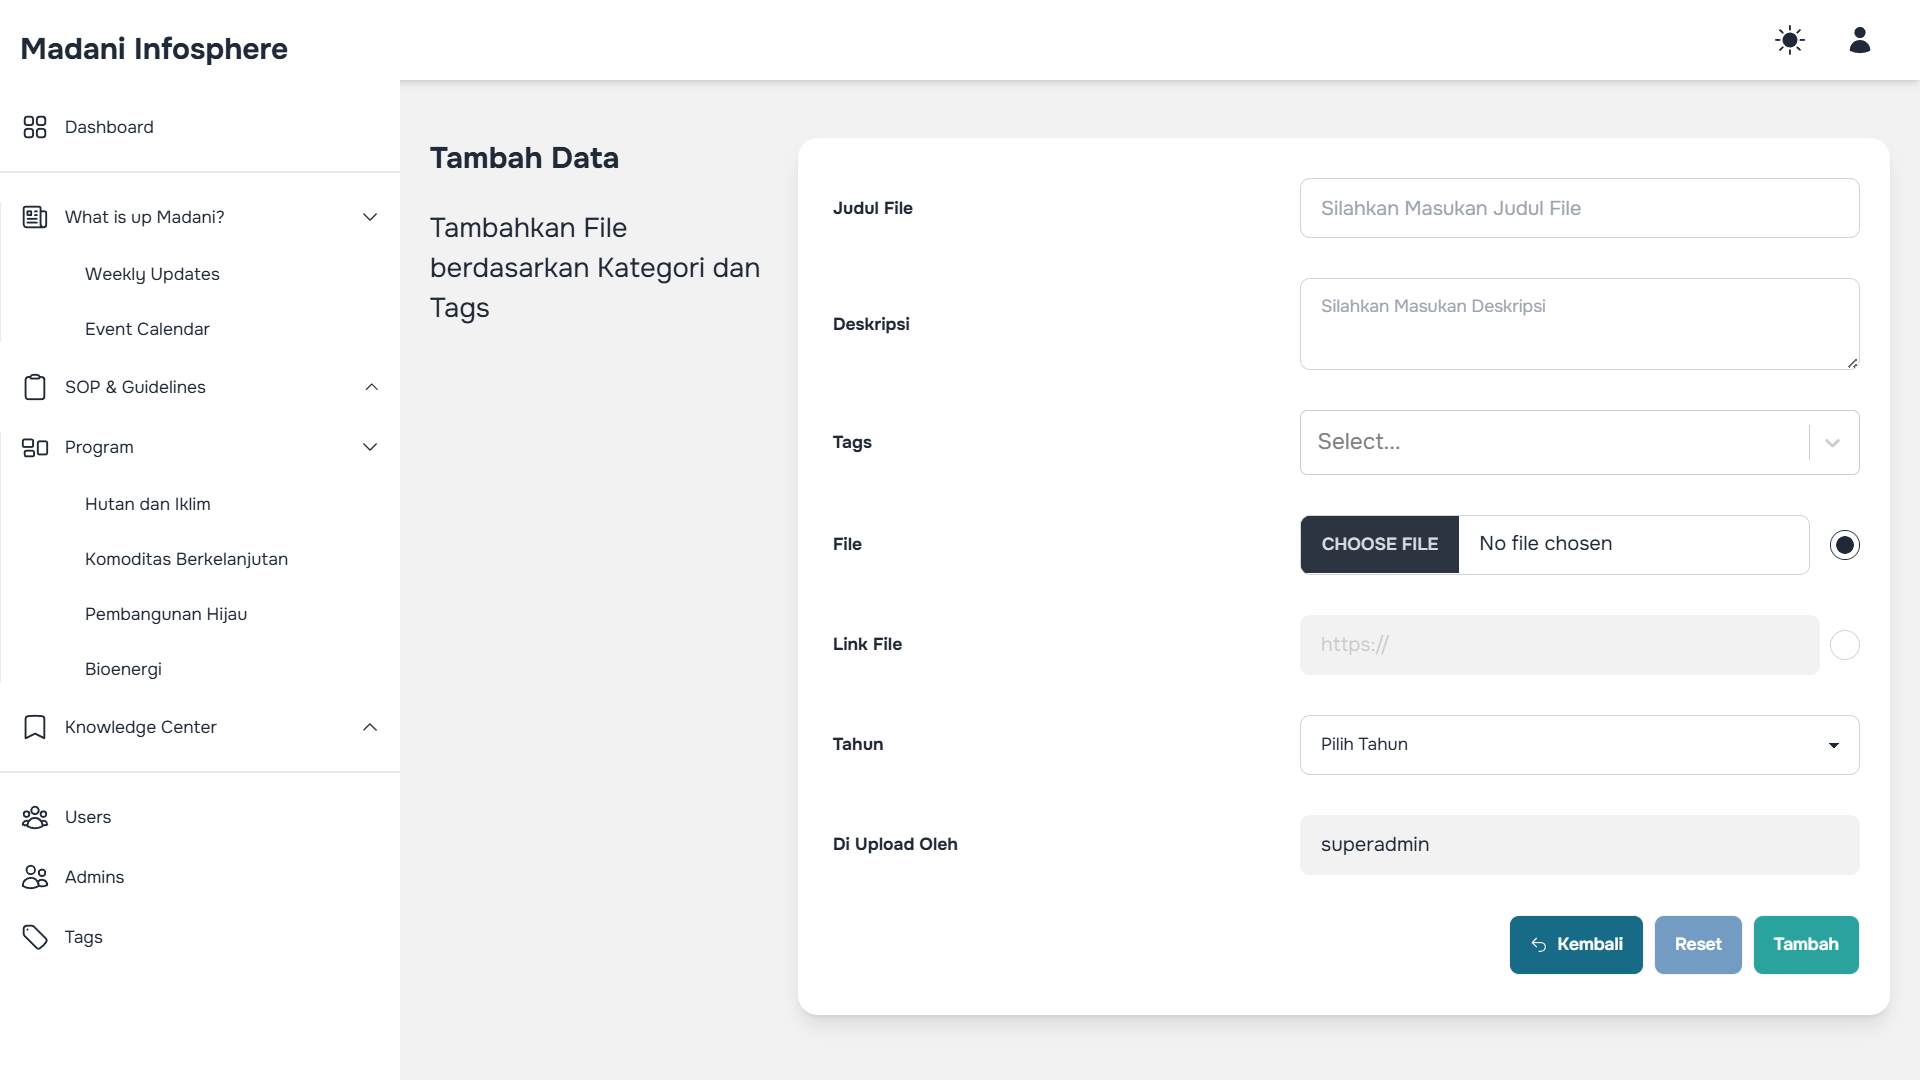 Madani Infosphere
Dashboard
What is up Madani?
Weekly Updates
Event Calendar
SOP & Guidelines
Program
Hutan dan Iklim
Komoditas Berkelanjutan
Pembangunan Hijau
Bioenergi
Knowledge Center
Users
Admins
Tags
Tambah Data
Tambahkan File
berdasarkan Kategori dan
Tags
Judul File
Silahkan Masukan Judul File
Deskripsi
Silahkan Masukan Deskripsi
Tags
Select...
File
CHOOSE FILE No file chosen
Link File
https://
Tahun
Pilih Tahun
Di Upload Oleh
superadmin
Kembali
Reset
Tambah